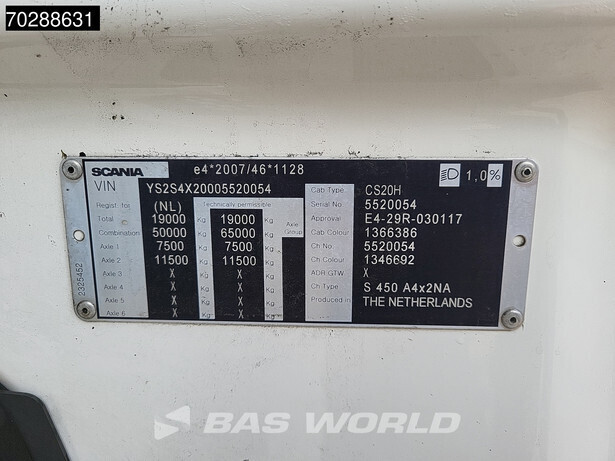 70288631
SCANIA e4*2007/46*1128 1,0%
VIN YS2S4X20005520054 Cab Type CS20H
Regist. for (NL) Technically permissible Serial No 5520054
Total 19000 Kg 19000 Kg Axle Group Approval E4-29R-030117
Combination 50000 Kg 65000 Kg Cab Colour 1366386
Axle 1 7500 Kg 7500 Kg Ch No 5520054
Axle 2 11500 Kg 11500 Kg Ch Colour 1346692
Axle 3 X Kg X Kg ADR GTW. X
Axle 4 X Kg X Kg Ch Type S 450 A4x2NA
Axle 5 X Kg X Kg Produced in THE NETHERLANDS
Axle 6 X Kg X Kg
2325452
BAS WORLD